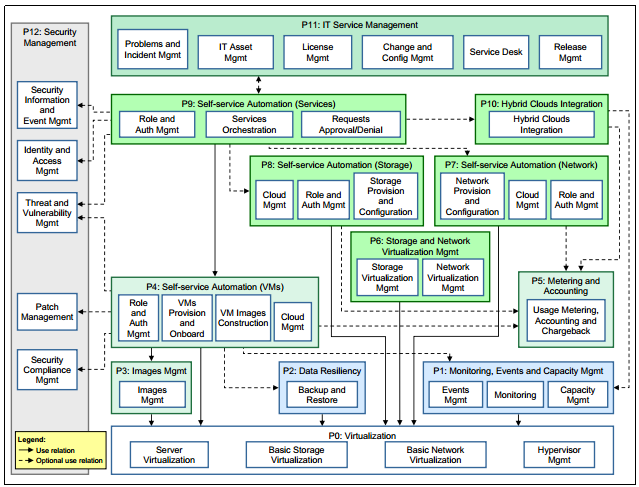 P12: Security
Management
Security
Information
and
Event Mgmt
Identity and
Access
Mgmt
Threat and
Vulnerability
Mgmt
Patch
Management
Security
Compliance
Mgmt
Legend:
Use relation
Optional use relation
P11: IT Service Management
Problems and
Incident Mgmt
IT Asset
Mgmt
License
Mgmt
Change and
Config Mgmt
Service Desk
Release
Mgmt
P9: Self-service Automation (Services)
Role and
Auth Mgmt
Services
Orchestration
Requests
Approval/Denial
P10: Hybrid Clouds Integration
Hybrid Clouds
Integration
P8: Self-service Automation (Storage)
Cloud
Mgmt
Role and
Auth Mgmt
Storage
Provision
and
Configuration
P7: Self-service Automation (Network)
Network
Provision
and
Configuration
Cloud
Mgmt
Role and
Auth Mgmt
P6: Storage and Network
Virtualization Mgmt
Storage
Virtualization
Mgmt
Network
Virtualization
Mgmt
P4: Self-service Automation (VMs)
Role
and
Auth
Mgmt
VMs
Provision
and
Onboard
VM Images
Construction
Cloud
Mgmt
P5: Metering and
Accounting
Usage Metering,
Accounting and
Chargeback
P3: Images Mgmt
Images
Mgmt
P2: Data Resiliency
Backup and
Restore
P1: Monitoring, Events and Capacity Mgmt
Events
Mgmt
Monitoring
Capacity
Mgmt
P0: Virtualization
Server
Virtualization
Basic Storage
Virtualization
Basic Network
Virtualization
Hypervisor
Mgmt